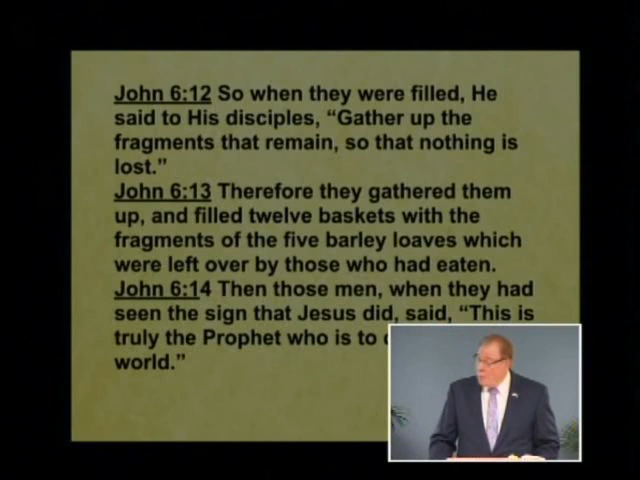 John 6:12 So when they were filled, He
said to His disciples, “Gather up the
fragments that remain, so that nothing is
lost.”
John 6:13 Therefore they gathered them
up, and filled twelve baskets with the
fragments of the five barley loaves which
were left over by those who had eaten.
John 6:14 Then those men, when they had
seen the sign that Jesus did, said, “This is
truly the Prophet who is to
world.”